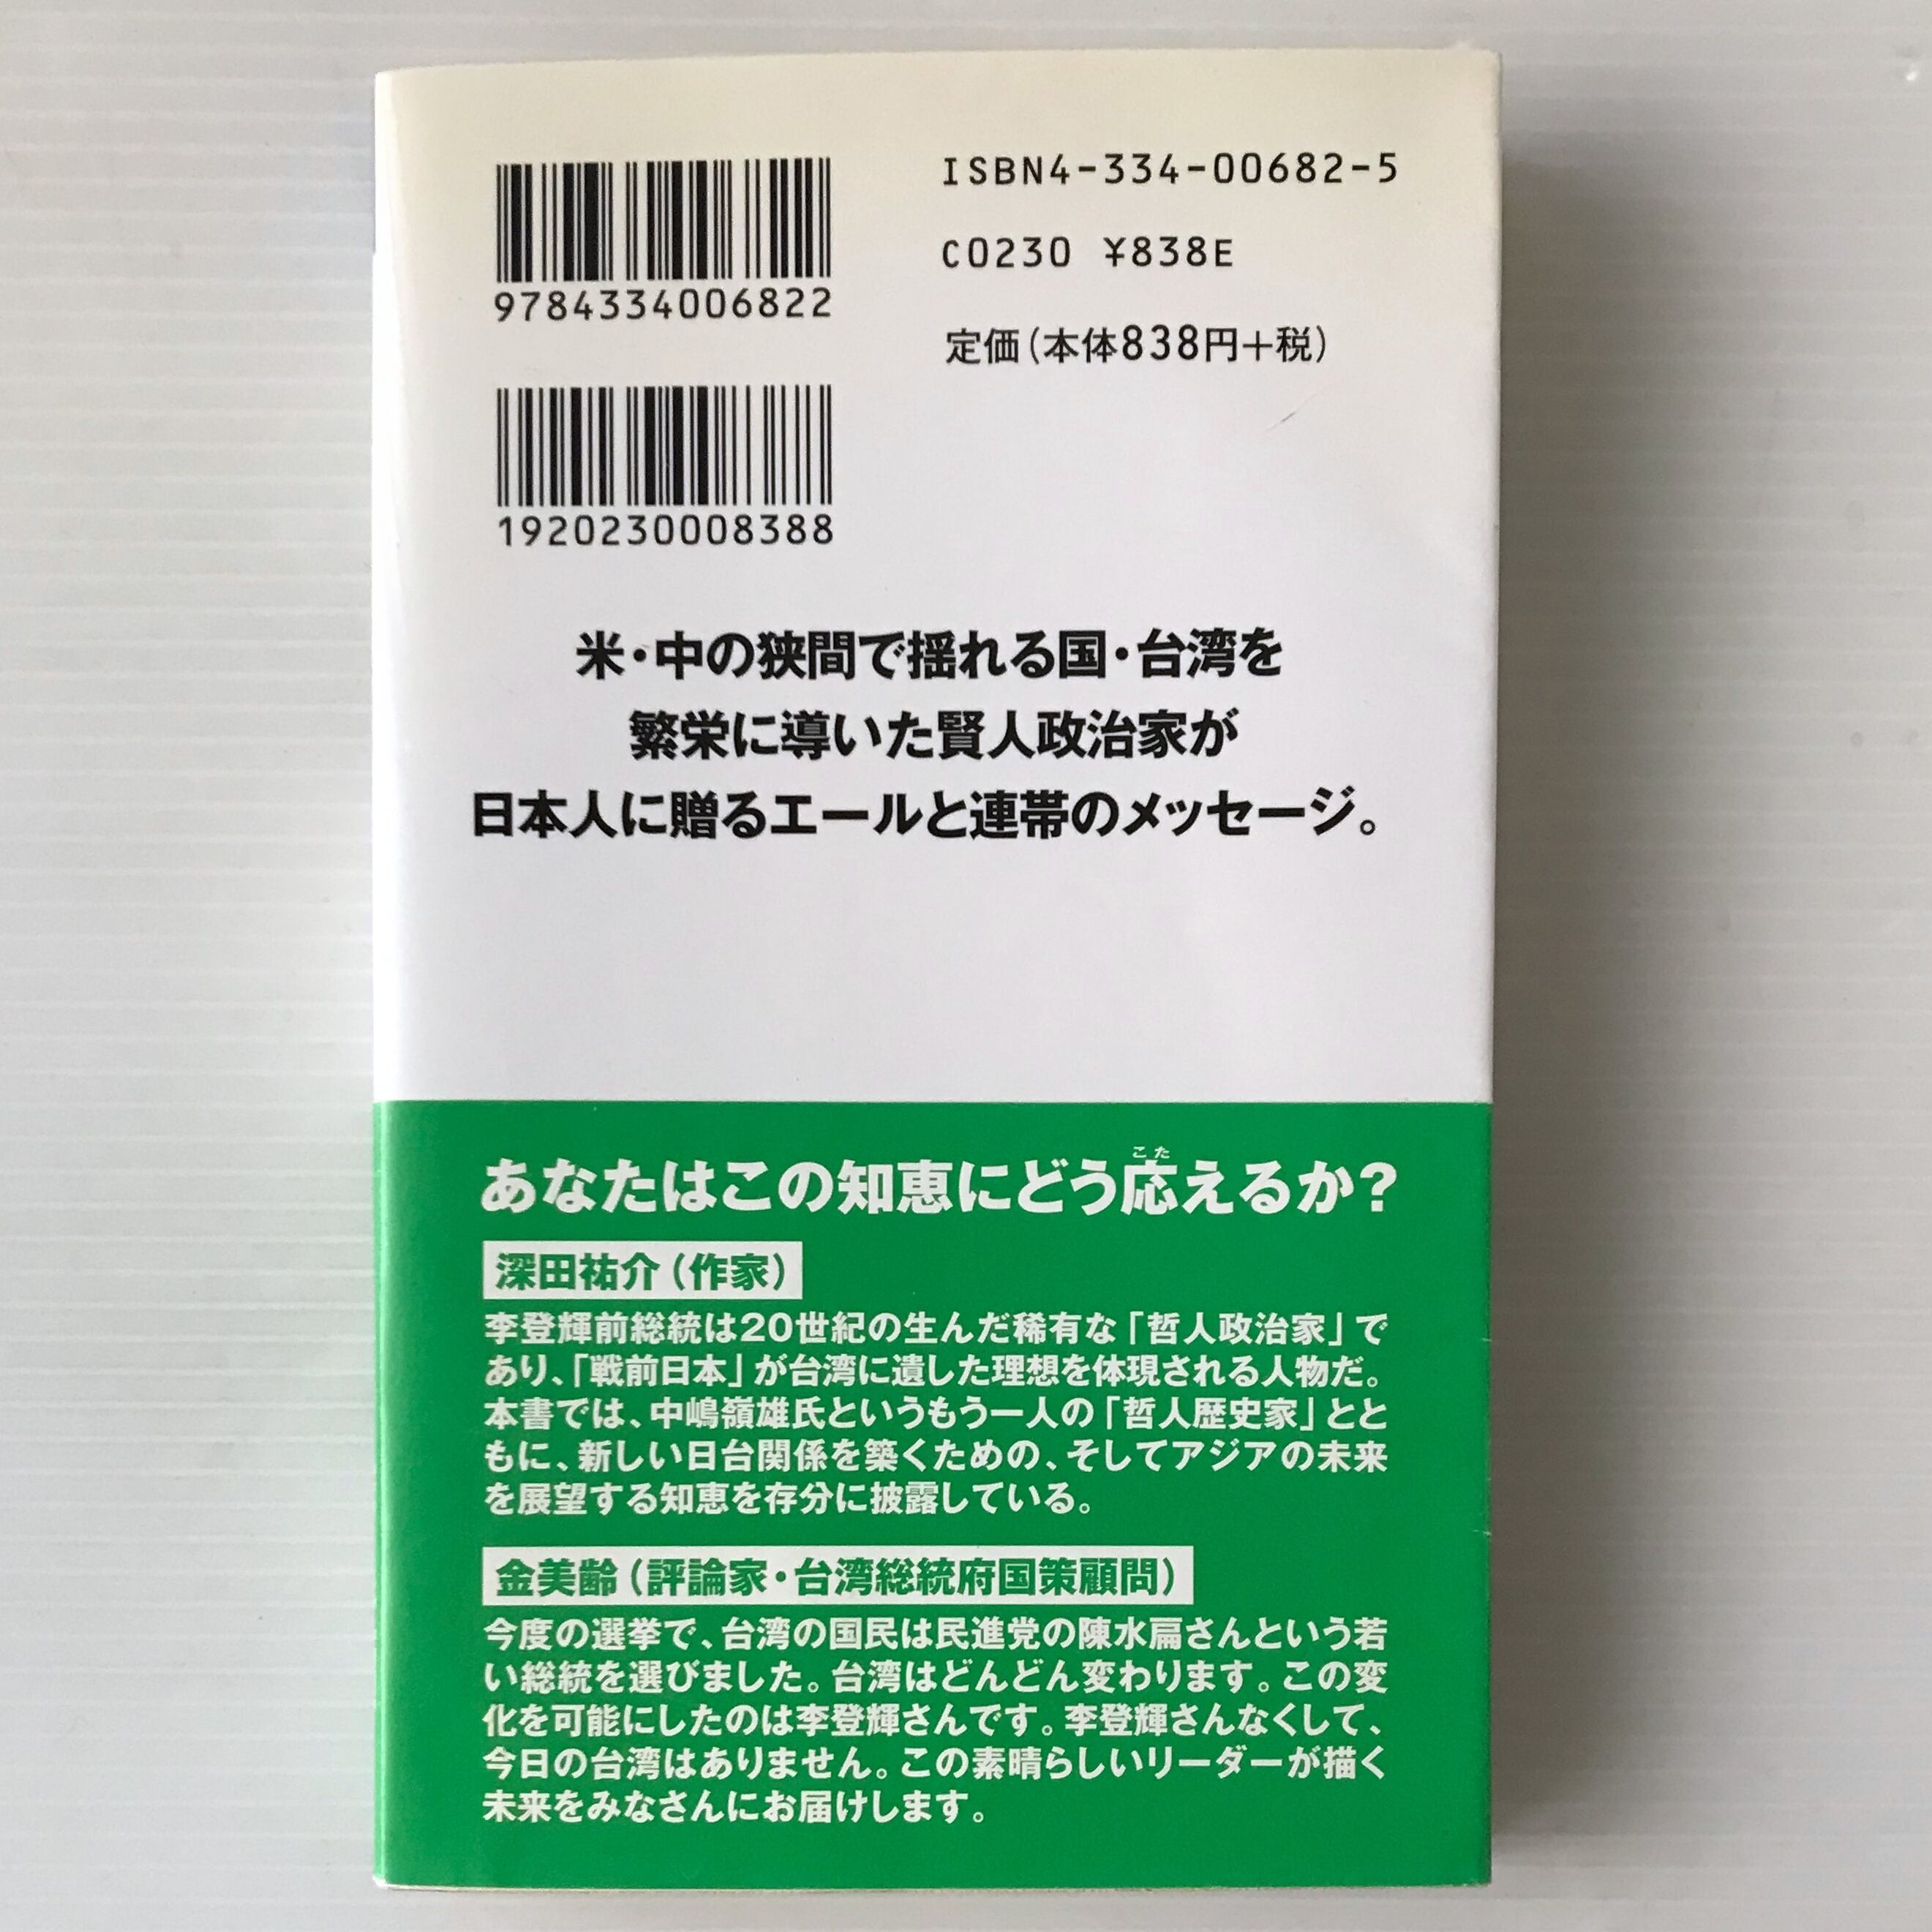 9784334006822
ISBN4-334-00682-5
C0230 ¥838E
定価(本体838円+税)
1920230008388
米・中の狭間で揺れる国・台湾を
繁栄に導いた賢人政治家が
日本人に贈るエールと連帯のメッセージ。
こた
あなたはこの知恵にどう応えるか?
深田祐介(作家)
李登輝前総統は20世紀の生んだ稀有な「哲人政治家」で
あり、「戦前日本」が台湾に遺した理想を体現される人物だ。
本書では、中嶋嶺雄氏というもう一人の「哲人歴史家」とと
もに、新しい日台関係を築くための、そしてアジアの未来
を展望する知恵を存分に披露している。
金美齢(評論家・台湾総統府国策顧問)
今度の選挙で、台湾の国民は民進党の陳水扁さんという若
い総統を選びました。台湾はどんどん変わります。この変
化を可能にしたのは李登輝さんです。李登輝さんなくして、
今日の台湾はありません。この素晴らしいリーダーが描く
未来をみなさんにお届けします。